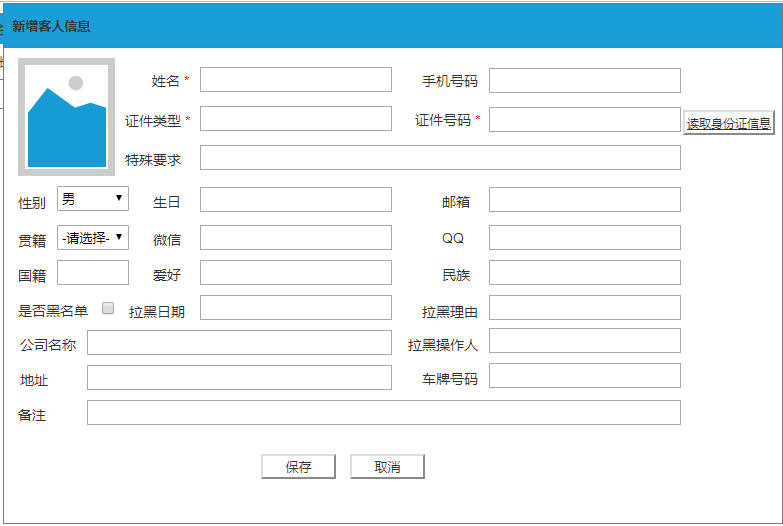 新增客人信息
姓名 * 手机号码
证件类型 * 证件号码 * 读取身份证信息
特殊要求
性别 男 生日 邮箱
贯籍 -请选择- 微信 QQ
国籍 爱好 民族
是否黑名单 拉黑日期 拉黑理由
公司名称 拉黑操作人
地址 车牌号码
备注
保存 取消